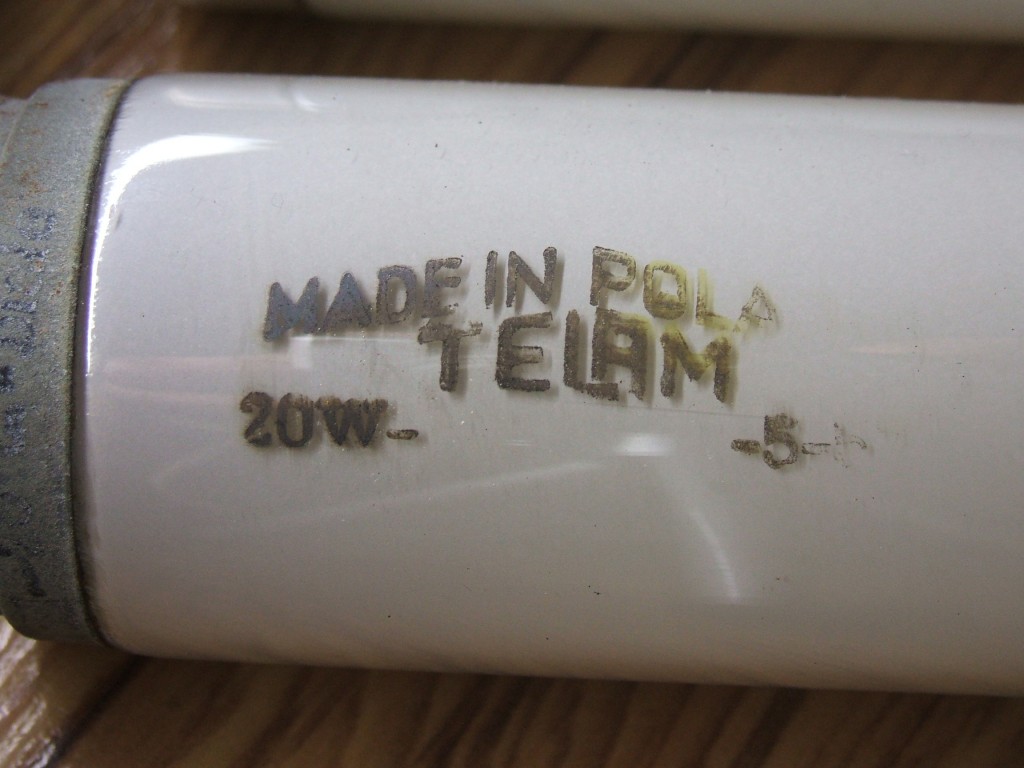 MADE IN POLA
TELAM
20W- -5-